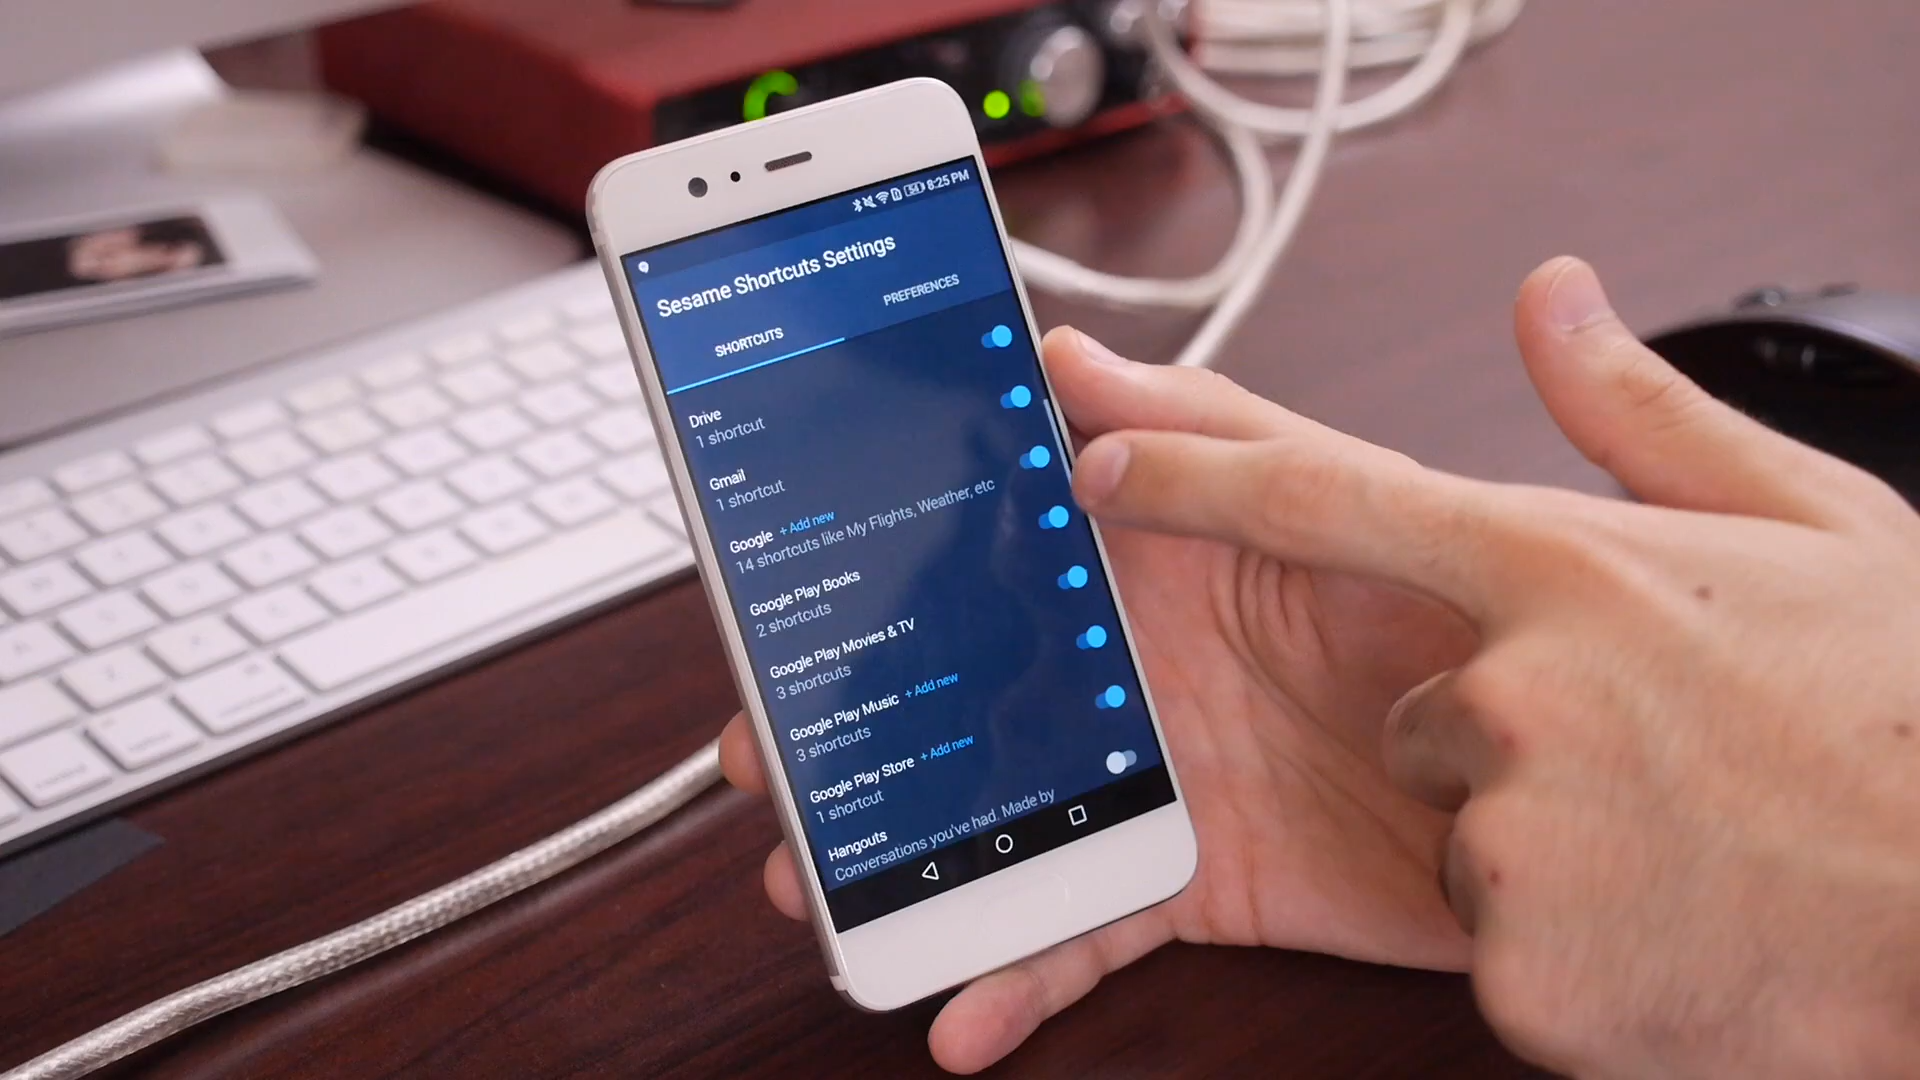 54
8:25 PM
Sesame Shortcuts Settings
SHORTCUTS
PREFERENCES
Drive
1 shortcut
Gmail
1 shortcut
Google + Add new
14 shortcuts like My Flights, Weather, etc
Google Play Books
2 shortcuts
Google Play Movies & TV
3 shortcuts
Google Play Music + Add new
3 shortcuts
Google Play Store + Add new
1 shortcut
Hangouts
Conversations you've had. Made by